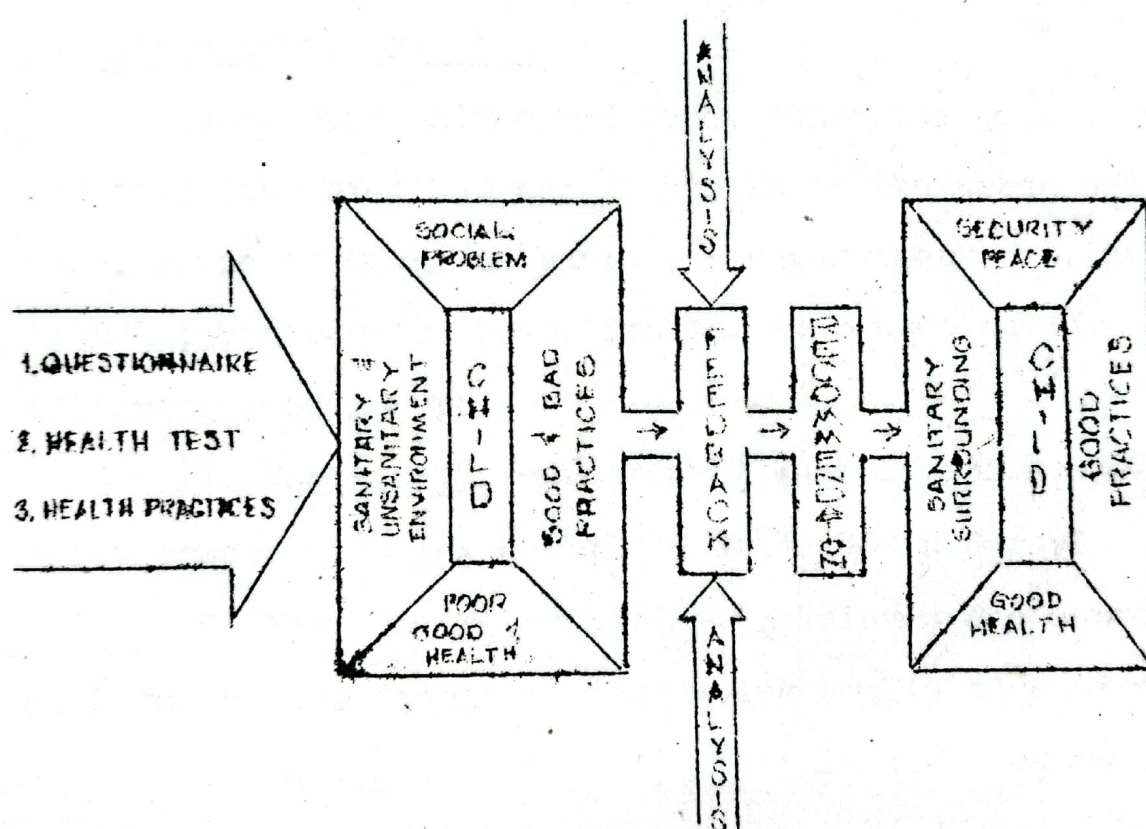 ANALYSIS
SOCIAL
PROBLEM
SECURITY
PEACE
1. QUESTIONNAIRE
2. HEALTH TEST
3. HEALTH PRACTICES
SANITARY &
UNSANITARY
ENVIRONMENT
CHILD
GOOD & BAD
PRACTICES
FEEDBACK
SANITARY
SURROUNDING
CHILD
GOOD
PRACTICES
POOR
GOOD &
HEALTH
GOOD
HEALTH
ANALYSIS